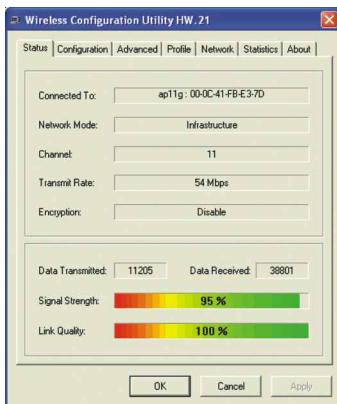 Wireless Configuration Utility HW.21
Status Configuration Advanced Profile Network Statistics About
Connected To: ap11g : 00-0C-41-FB-E3-7D
Network Mode: Infrastructure
Channel: 11
Transmit Rate: 54 Mbps
Encryption: Disable
Data Transmitted: 11205 Data Received: 38801
Signal Strength: 95 %
Link Quality: 100 %
OK Cancel Apply